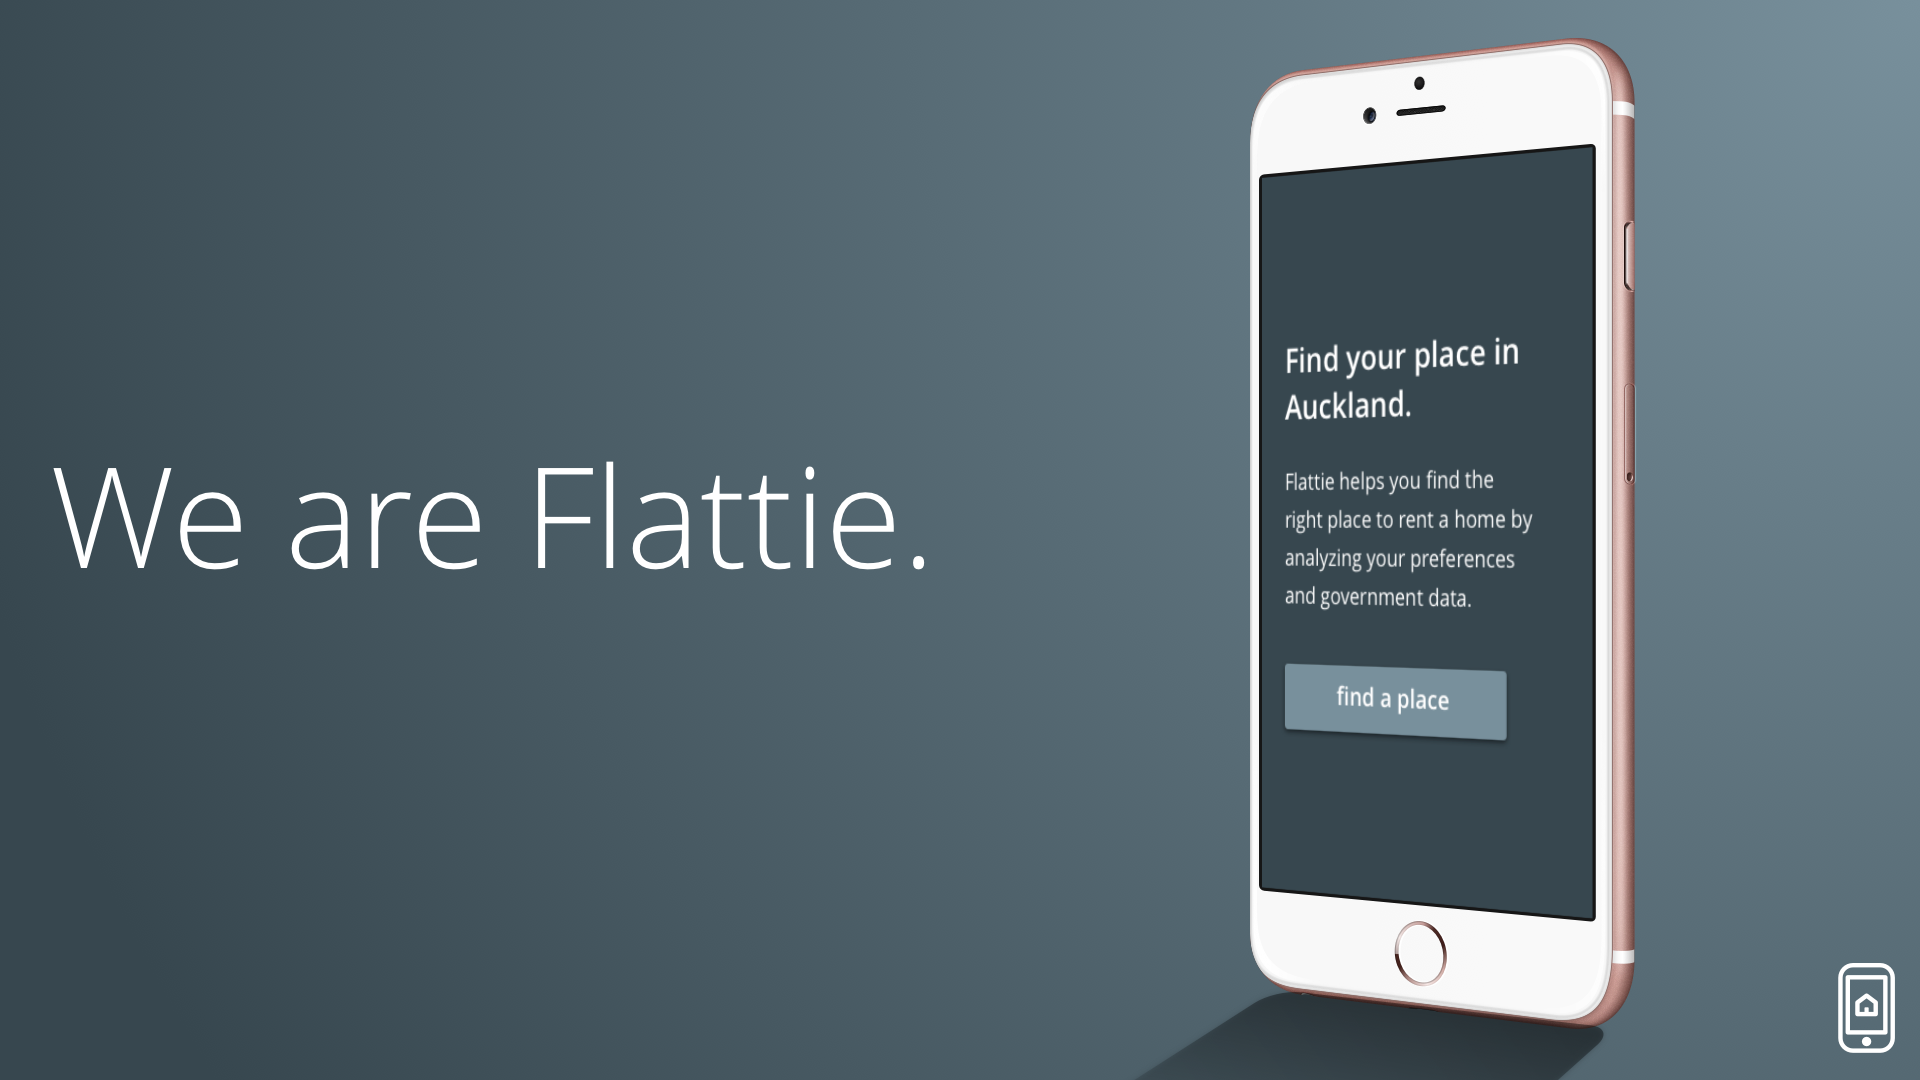 We are Flattie.
Find your place in
Auckland.
Flattie helps you find the
right place to rent a home by
analyzing your preferences
and government data.
find a place